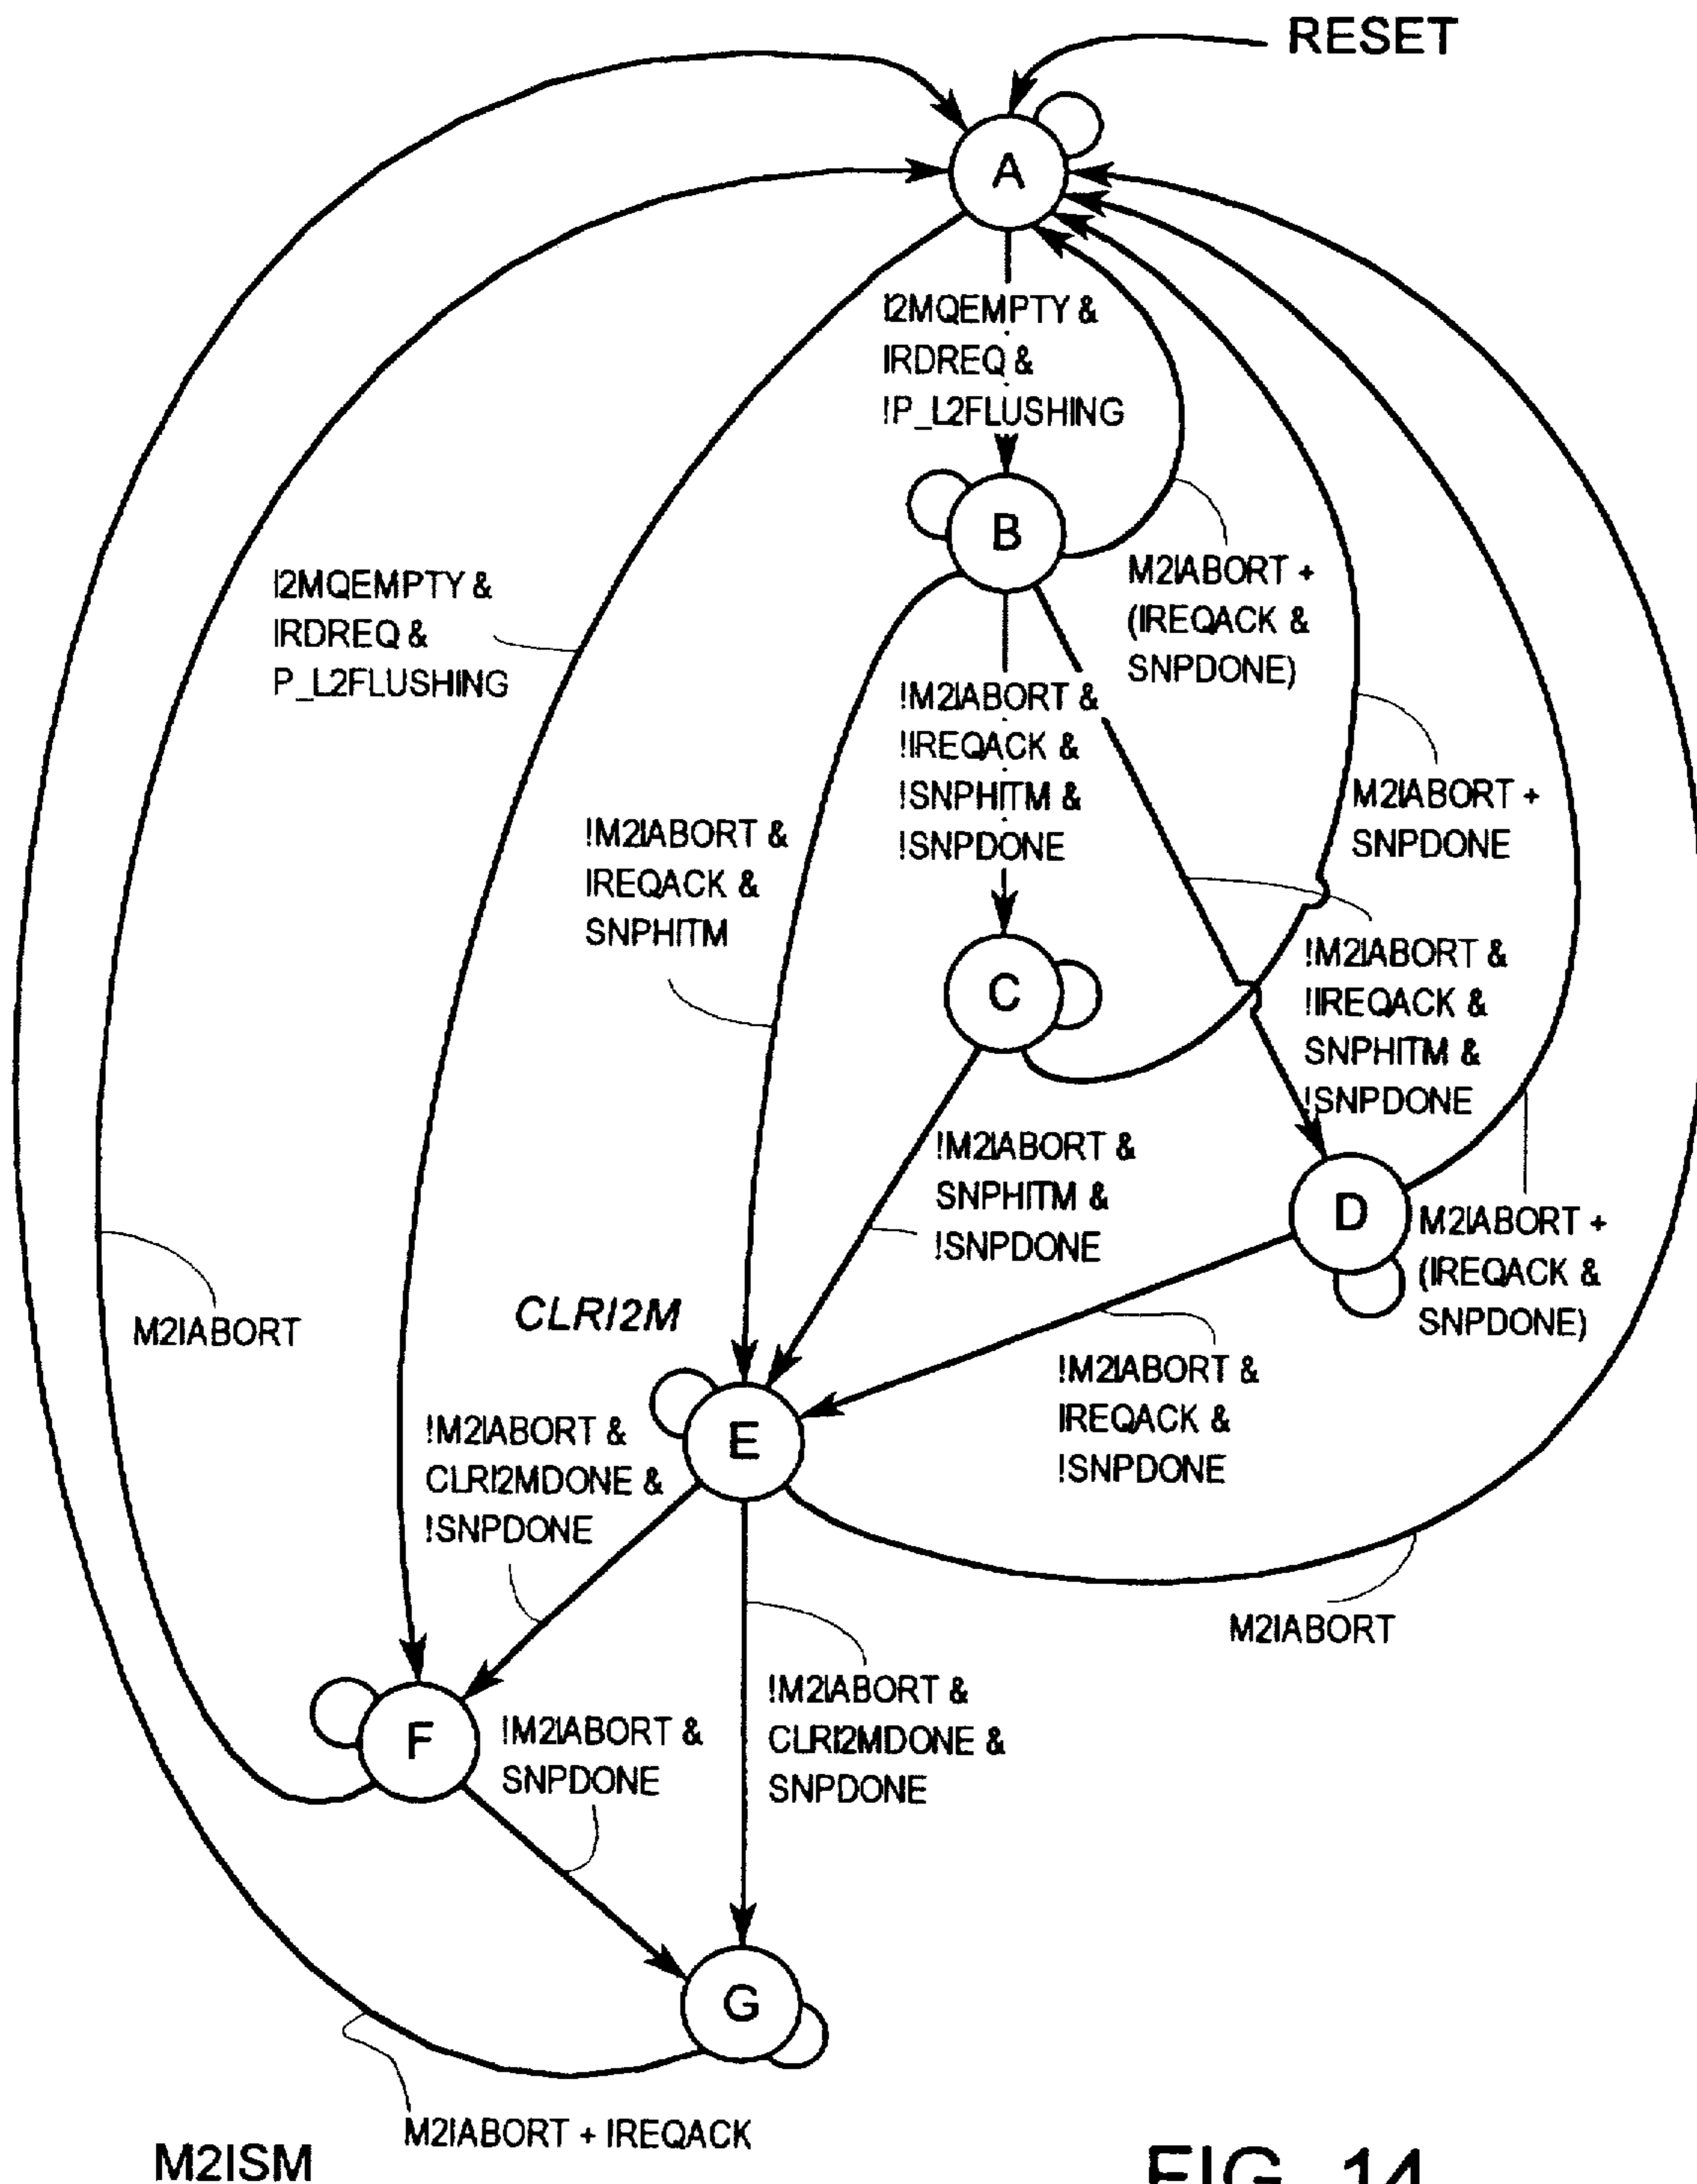 RESET
A
I2MQEMPTY &
IRDREQ &
!P_L2FLUSHING
B
I2MQEMPTY &
IRDREQ &
P_L2FLUSHING
M2IABORT +
(IREQACK &
SNPDONE)
!M2IABORT &
!IREQACK &
!SNPHITM &
!SNPDONE
M2IABORT +
SNPDONE
!M2IABORT &
IREQACK &
SNPHITM
C
!M2IABORT &
!IREQACK &
SNPHITM &
!SNPDONE
!M2IABORT &
SNPHITM &
!SNPDONE
D
M2IABORT +
(IREQACK &
SNPDONE)
M2IABORT
CLRI2M
!M2IABORT &
IREQACK &
!SNPDONE
E
!M2IABORT &
CLRI2MDONE &
!SNPDONE
M2IABORT
F
!M2IABORT &
SNPDONE
!M2IABORT &
CLRI2MDONE &
SNPDONE
G
M2IABORT + IREQACK
M2ISM
FIG. 14